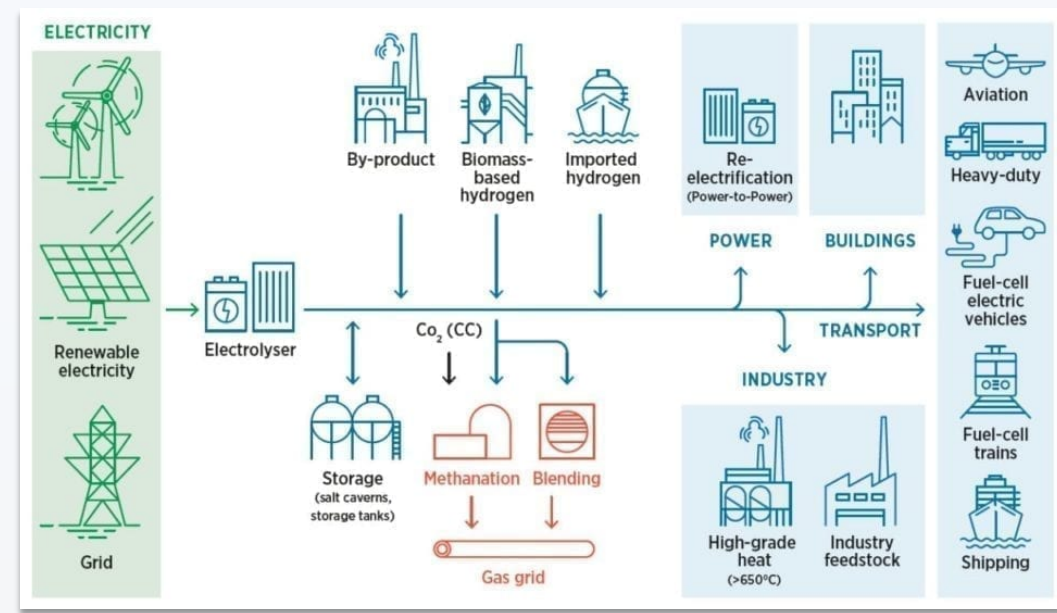 ELECTRICITY
Renewable
electricity
Grid
Electrolyser
By-product
Biomass-
based
hydrogen
Imported
hydrogen
Co₂ (CC)
Storage
(salt caverns,
storage tanks)
Methanation
Blending
Gas grid
Re-
electrification
(Power-to-Power)
POWER
BUILDINGS
TRANSPORT
INDUSTRY
High-grade
heat
(>650°C)
Industry
feedstock
Aviation
Heavy-duty
Fuel-cell
electric
vehicles
Fuel-cell
trains
Shipping